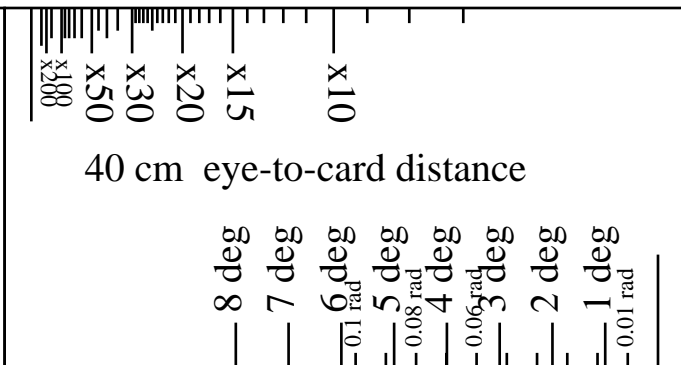 x200 x100 x50 x30 x20 x15 x10
40 cm eye-to-card distance
8 deg 7 deg 6 deg 5 deg 4 deg 3 deg 2 deg 1 deg
0.1 rad 0.08 rad 0.06 rad 0.01 rad